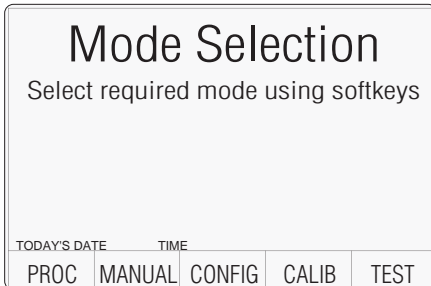 Mode Selection
Select required mode using softkeys
TODAY'S DATE TIME
PROC MANUAL CONFIG CALIB TEST